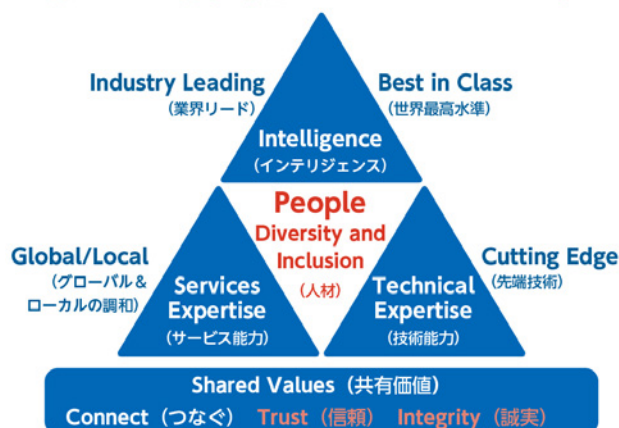 Industry Leading
(業界リード)
Best in Class
(世界最高水準)
Intelligence
(インテリジェンス)
People
Diversity and
Inclusion
(人材)
Global/Local
(グローバル&
ローカルの調和)
Services
Expertise
(サービス能力)
Technical
Expertise
(技術能力)
Cutting Edge
(先端技術)
Shared Values(共有価値)
Connect(つなぐ) Trust(信頼) Integrity(誠実)